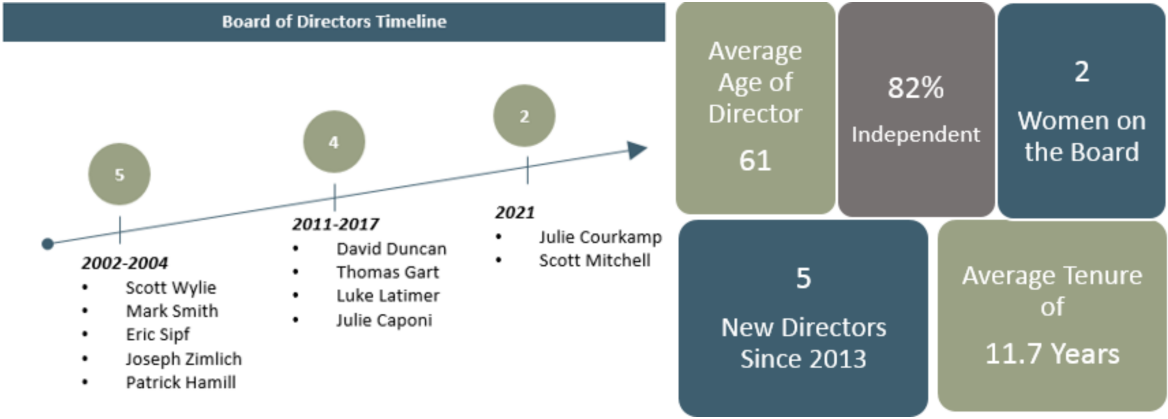 Board of Directors Timeline
5
2002-2004
• Scott Wylie
• Mark Smith
• Eric Sipf
• Joseph Zimlich
• Patrick Hamill
4
2011-2017
• David Duncan
• Thomas Gart
• Luke Latimer
• Julie Caponi
2
2021
• Julie Courkamp
• Scott Mitchell
Average
Age of
Director
61
82%
Independent
2
Women on
the Board
5
New Directors
Since 2013
Average Tenure
of
11.7 Years